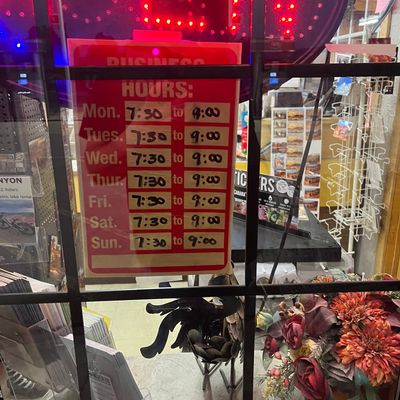 BUSINESS
HOURS:
Mon. 7:30 to 9:00
Tues. 7:30 to 9:00
Wed. 7:30 to 9:00
Thur. 7:30 to 9:00
Fri. 7:30 to 9:00
Sat. 7:30 to 9:00
Sun. 7:30 to 9:00
YON